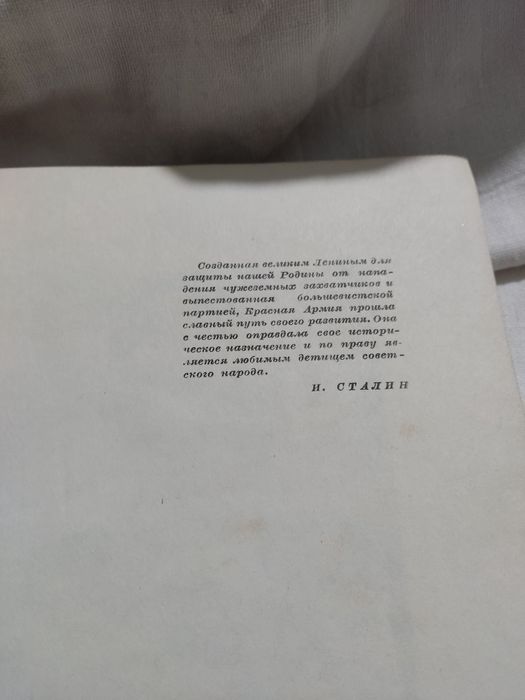 Созданная великим Лениным для
защиты нашей Родины от напа-
дения чужеземных захватчиков и
выпестованная большевистской
партией, Красная Армия прошла
славный путь своего развития. Она
с честью оправдала свое истори-
ческое назначение и по праву яв-
ляется любимым детищем совет-
ского народа.
И. СТАЛИН